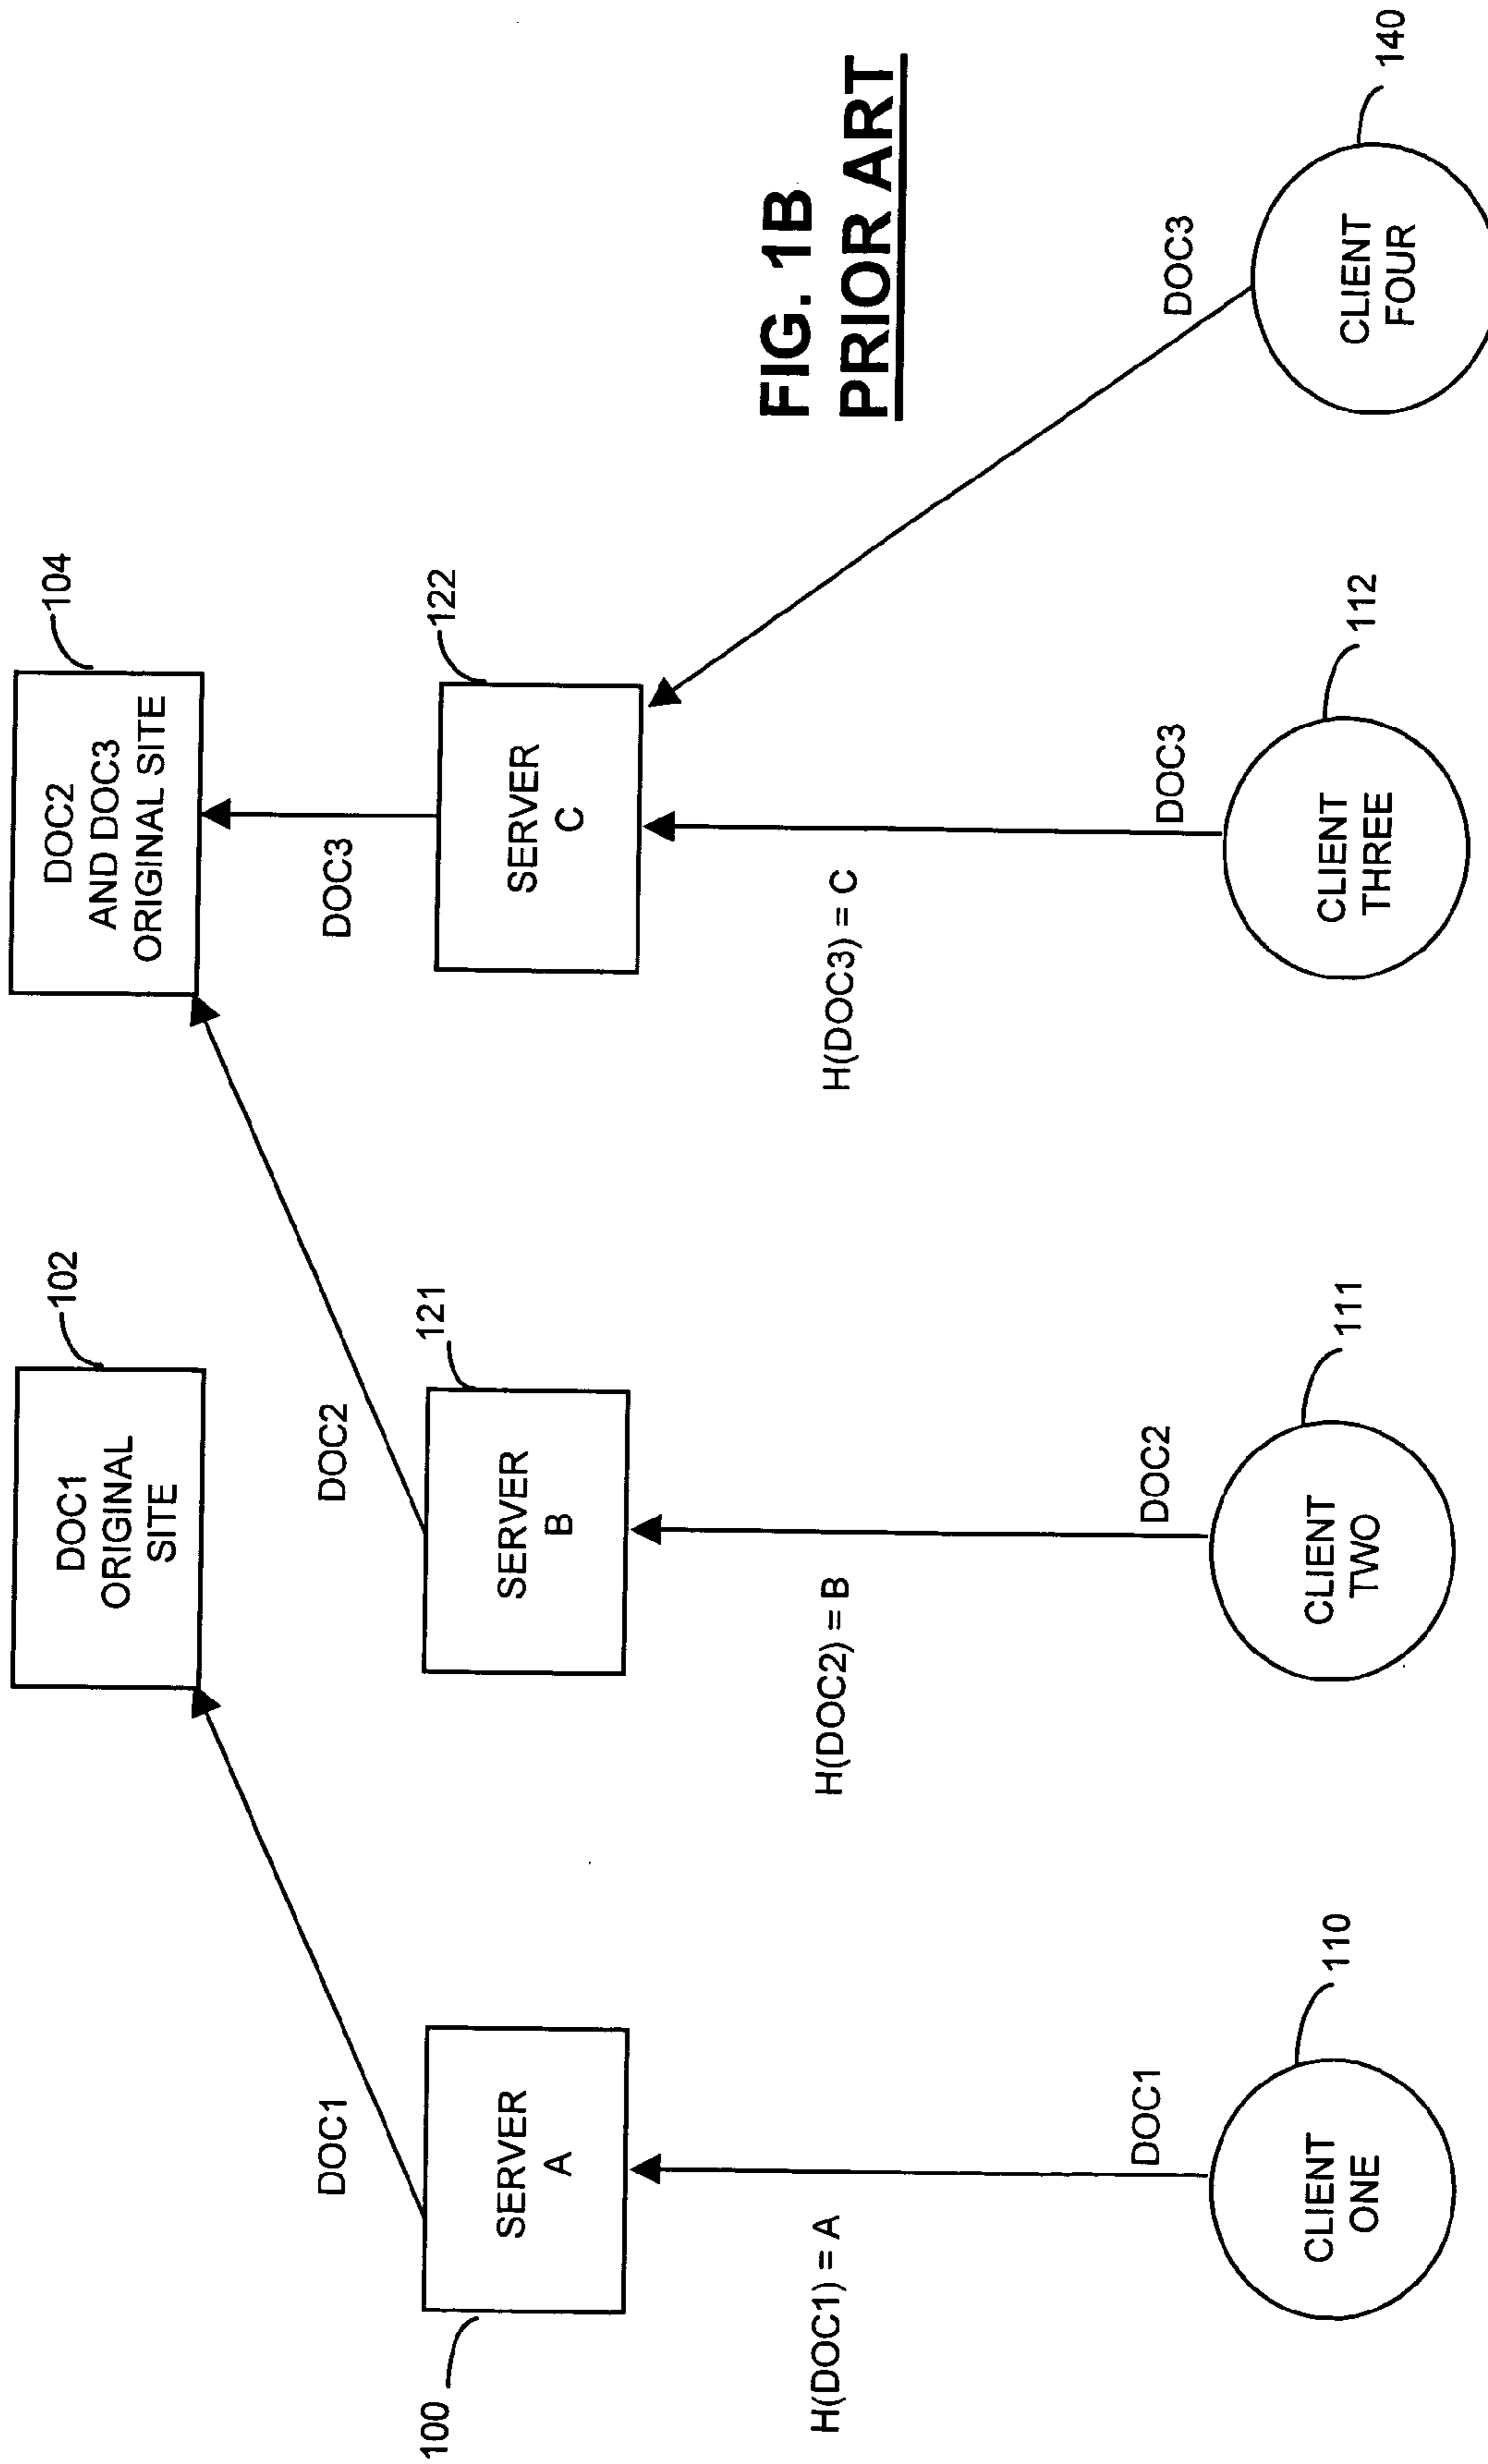 102
104
DOC1
ORIGINAL
SITE
DOC2
AND DOC3
ORIGINAL SITE
DOC1
DOC2
DOC3
100
121
122
SERVER
A
SERVER
B
SERVER
C
FIG. 1B
PRIOR ART
H(DOC1) = A
H(DOC2) = B
H(DOC3) = C
DOC1
DOC2
DOC3
DOC3
110
111
112
140
CLIENT
ONE
CLIENT
TWO
CLIENT
THREE
CLIENT
FOUR